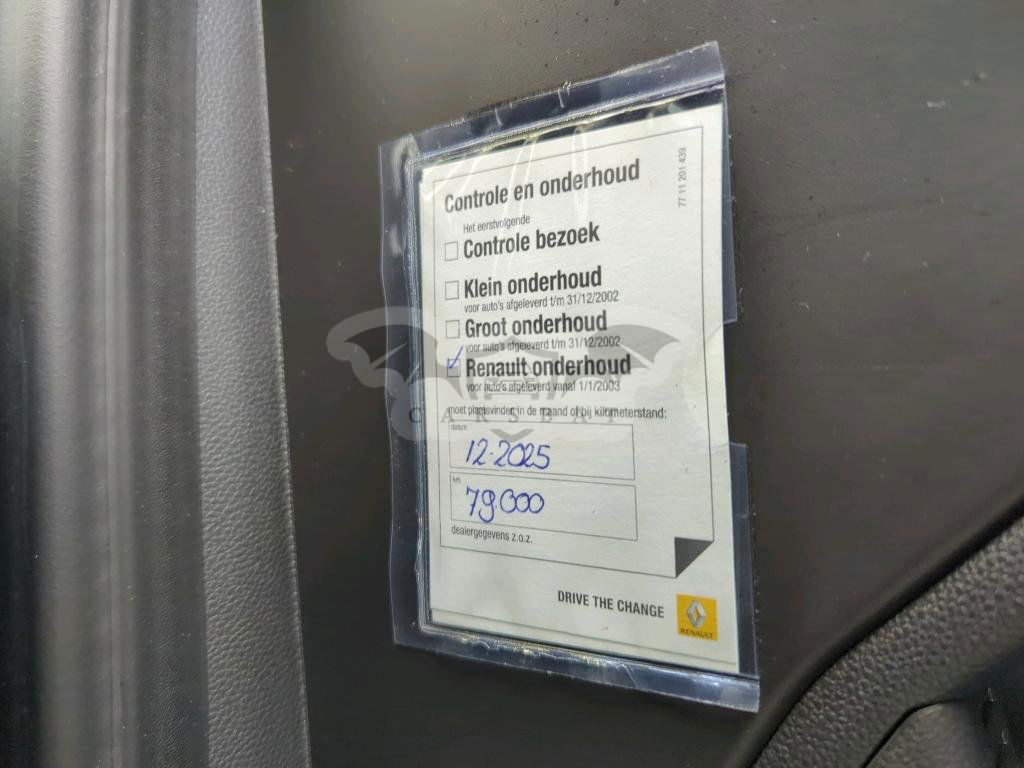 77 11 201 439
Controle en onderhoud
Het eerstvolgende
Controle bezoek
Klein onderhoud
voor auto's afgeleverd t/m 31/12/2002
Groot onderhoud
voor auto's afgeleverd t/m 31/12/2002
Renault onderhoud
voor auto's afgeleverd vanaf 1/1/2003
CARSBAT
moet plaatsvinden in de maand of bij kilometerstand:
datum
12-2025
km.
79.000
dealergegevens z.o.z.
DRIVE THE CHANGE
RENAULT